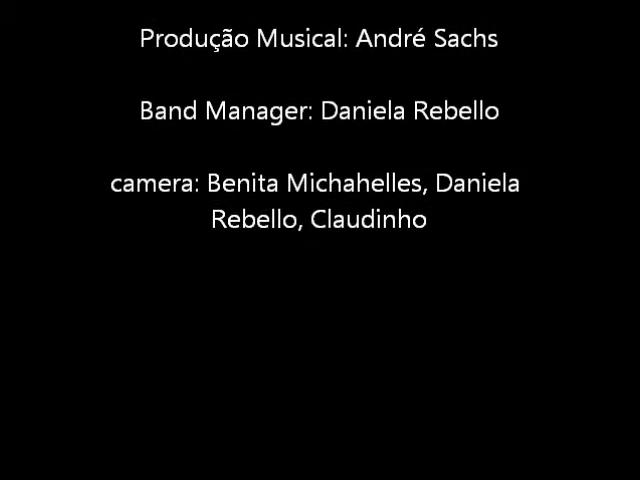 Produção Musical: André Sachs
Band Manager: Daniela Rebello
camera: Benita Michahelles, Daniela
Rebello, Claudinho